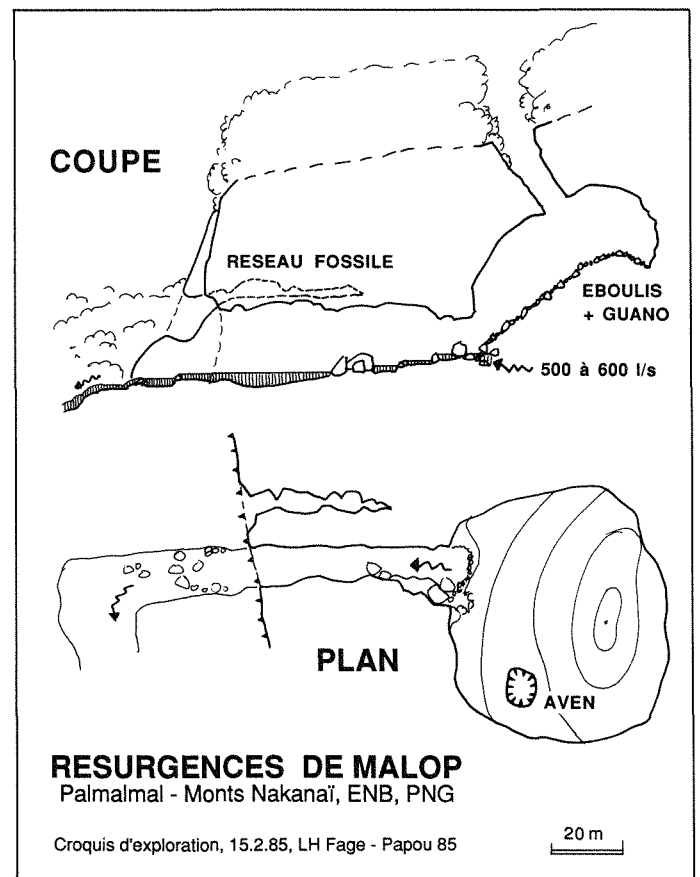 COUPE
RESEAU FOSSILE
EBOULIS
+ GUANO
500 à 600 l/s
PLAN
AVEN
RESURGENCES DE MALOP
Palmalmal - Monts Nakanaï, ENB, PNG
Croquis d'exploration, 15.2.85, LH Fage - Papou 85
20 m